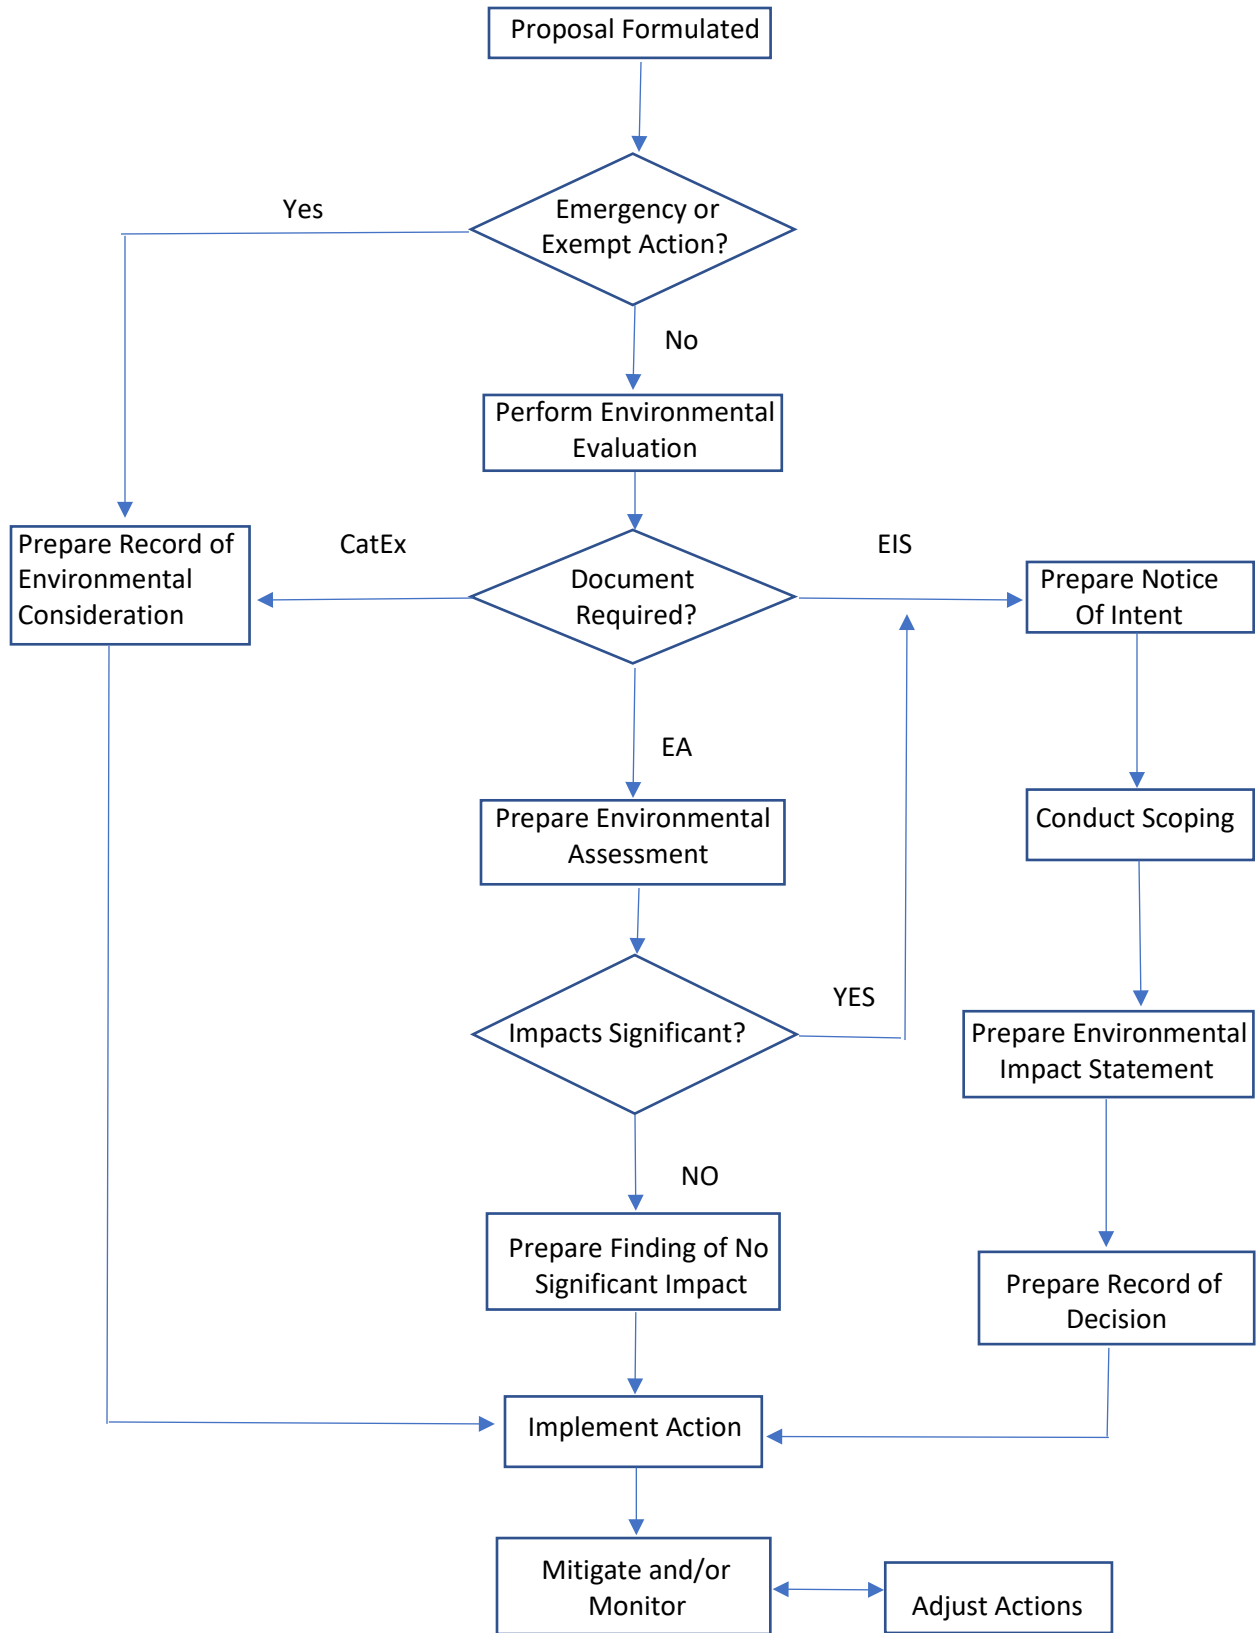 Proposal Formulated
Emergency or
Exempt Action?
Yes
No
Perform Environmental
Evaluation
Prepare Record of
Environmental
Consideration
CatEx
Document
Required?
EIS
Prepare Notice
Of Intent
EA
Prepare Environmental
Assessment
Conduct Scoping
Impacts Significant?
YES
Prepare Environmental
Impact Statement
NO
Prepare Finding of No
Significant Impact
Prepare Record of
Decision
Implement Action
Mitigate and/or
Monitor
Adjust Actions